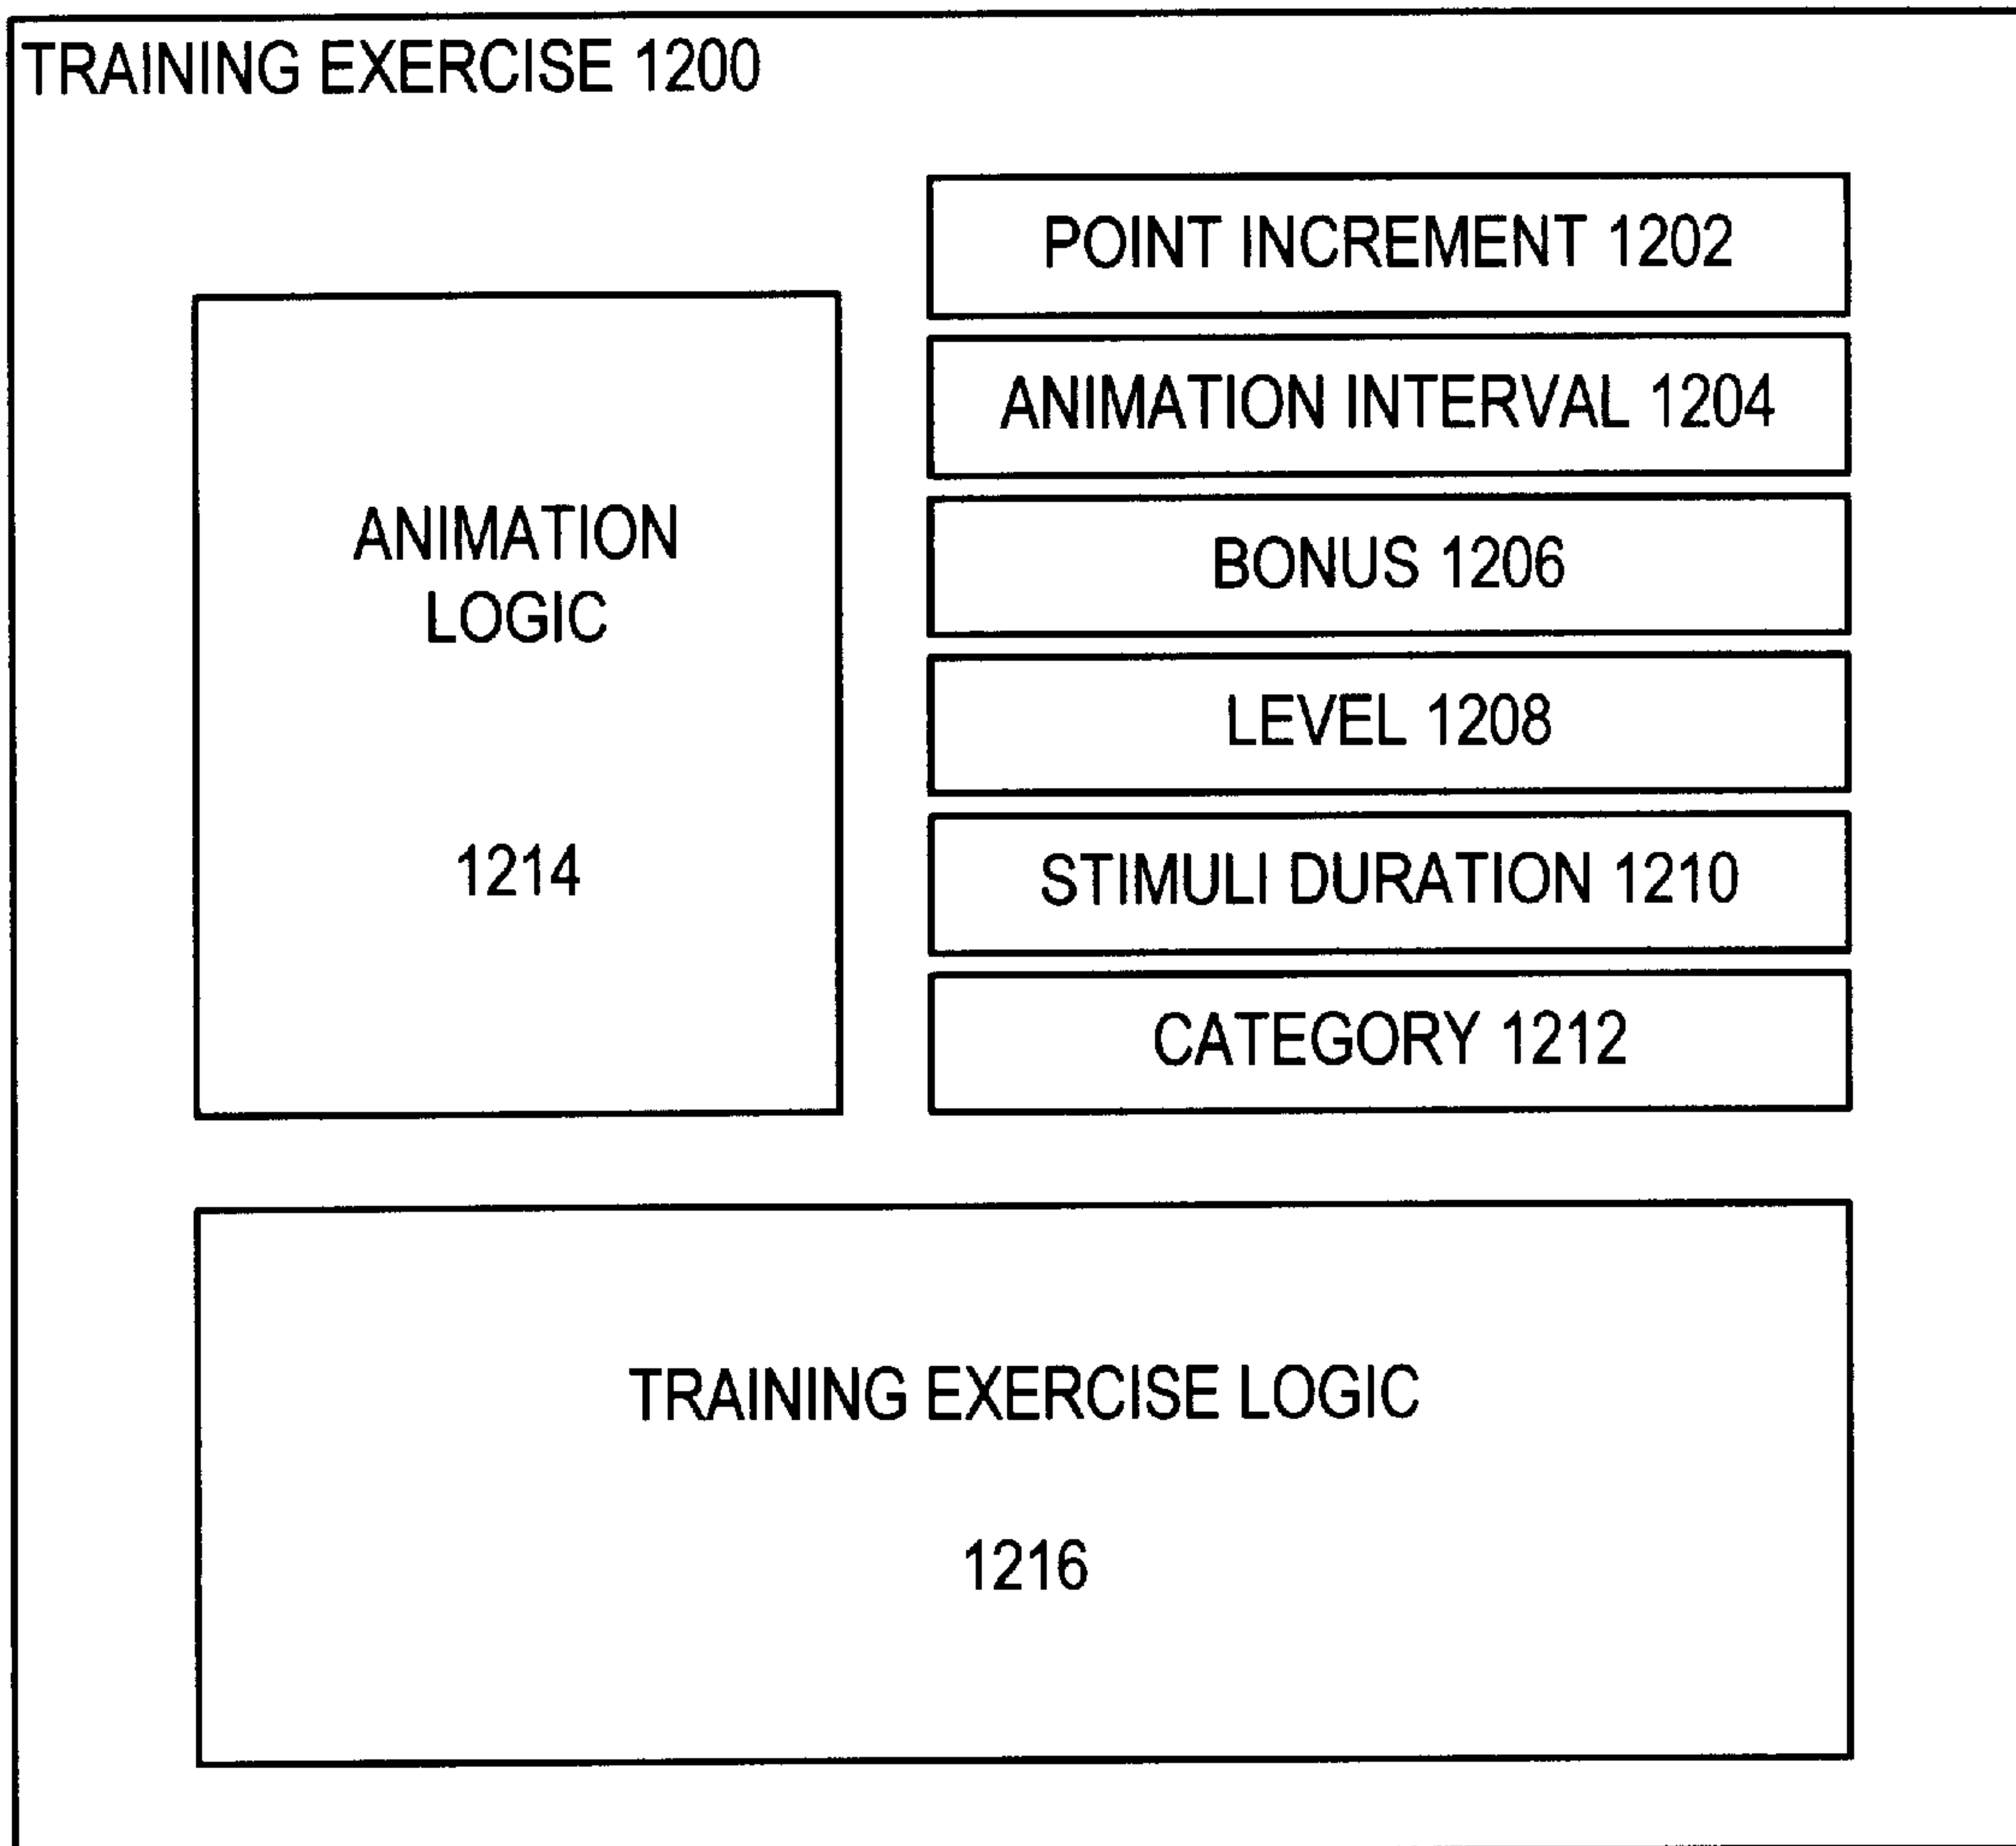 TRAINING EXERCISE 1200
POINT INCREMENT 1202
ANIMATION INTERVAL 1204
BONUS 1206
LEVEL 1208
STIMULI DURATION 1210
CATEGORY 1212
ANIMATION
LOGIC
1214
TRAINING EXERCISE LOGIC
1216